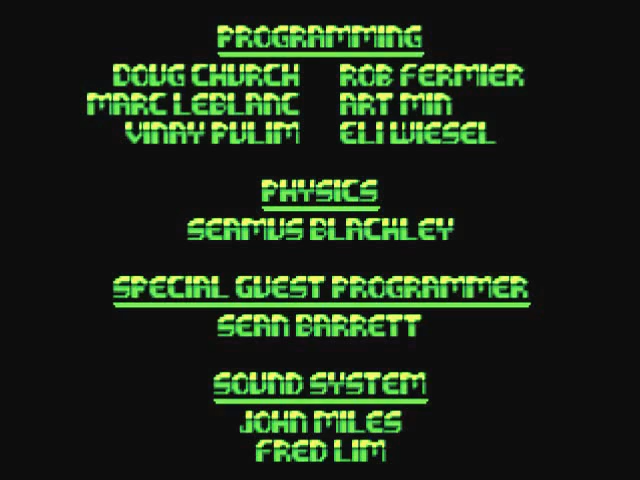 PROGRAMMING
DOUG CHURCH ROB FERMIER
MARC LEBLANC ART MIN
VINAY PULIM ELI WIESEL
PHYSICS
SEAMUS BLACKLEY
SPECIAL GUEST PROGRAMMER
SEAN BARRETT
SOUND SYSTEM
JOHN MILES
FRED LIM